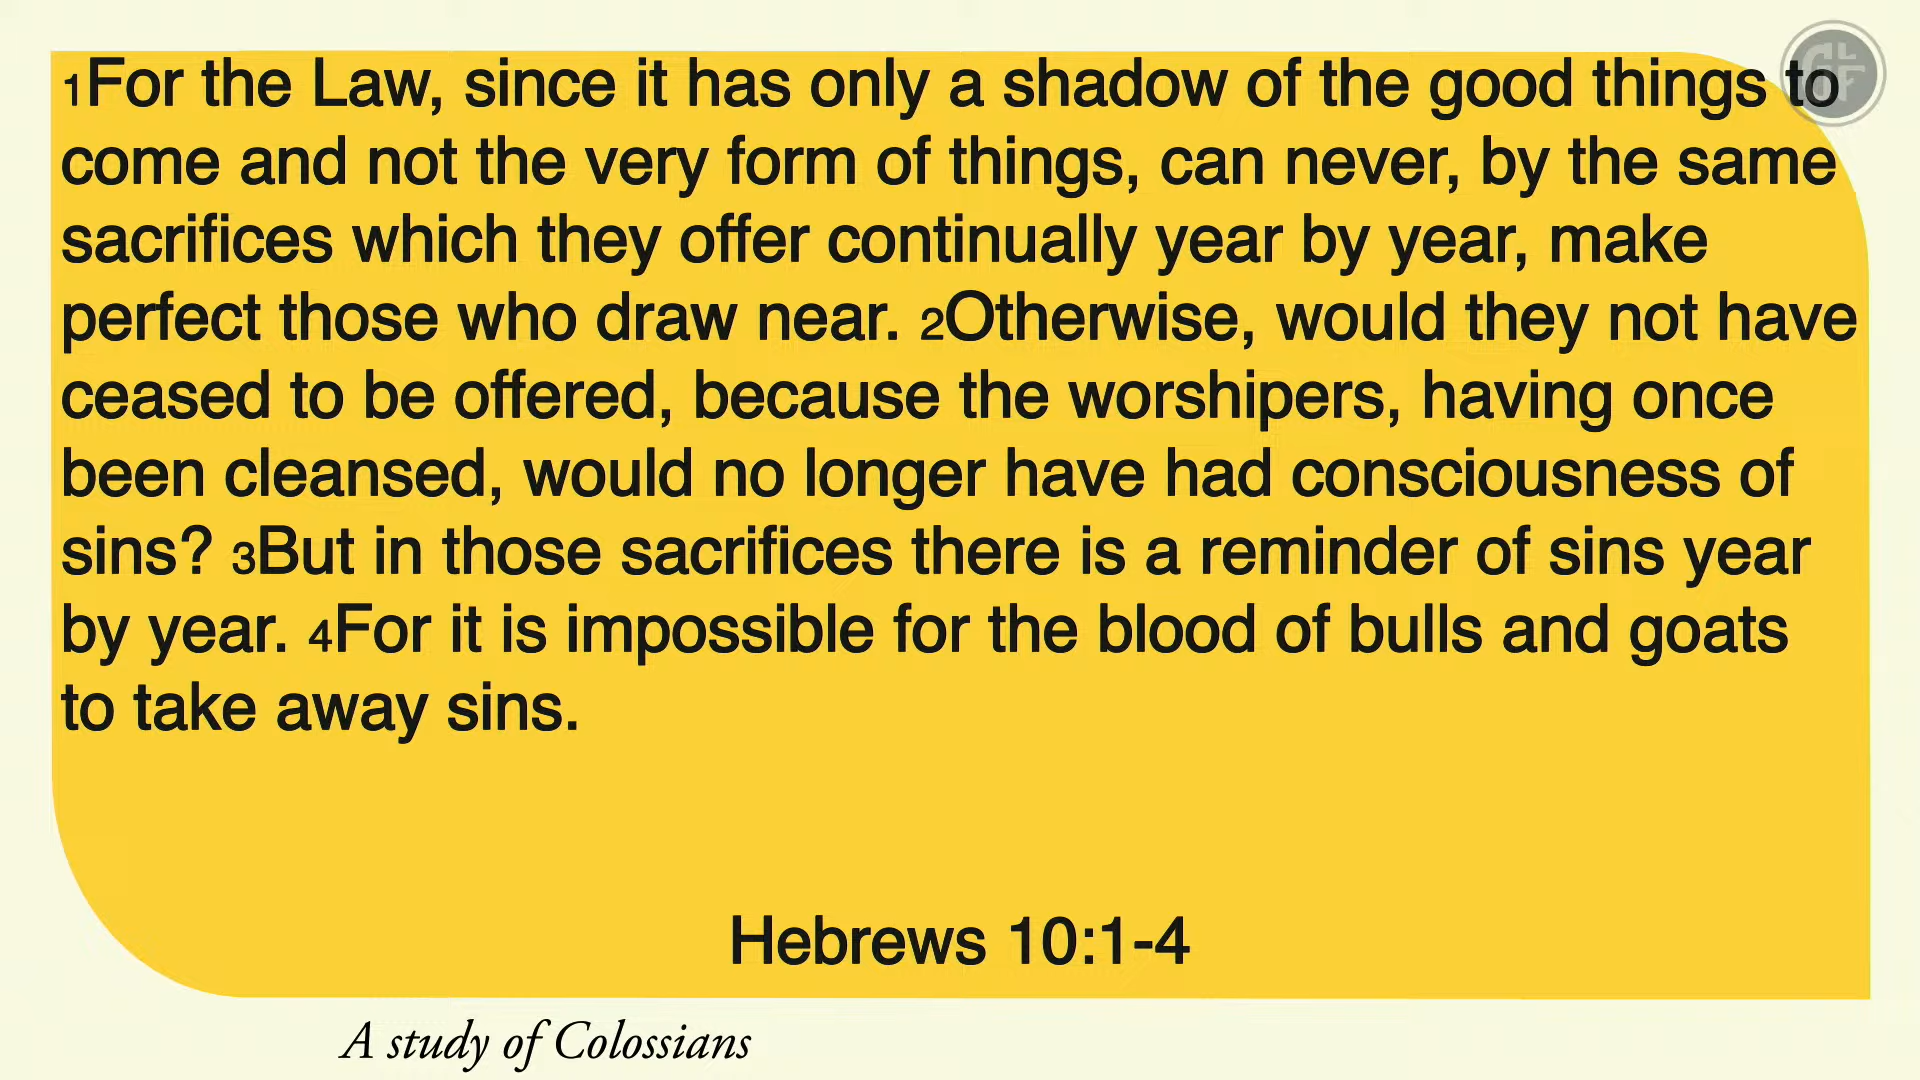 1For the Law, since it has only a shadow of the good things to
come and not the very form of things, can never, by the same
sacrifices which they offer continually year by year, make
perfect those who draw near. 2Otherwise, would they not have
ceased to be offered, because the worshipers, having once
been cleansed, would no longer have had consciousness of
sins? 3But in those sacrifices there is a reminder of sins year
by year. 4For it is impossible for the blood of bulls and goats
to take away sins.
Hebrews 10:1-4
A study of Colossians